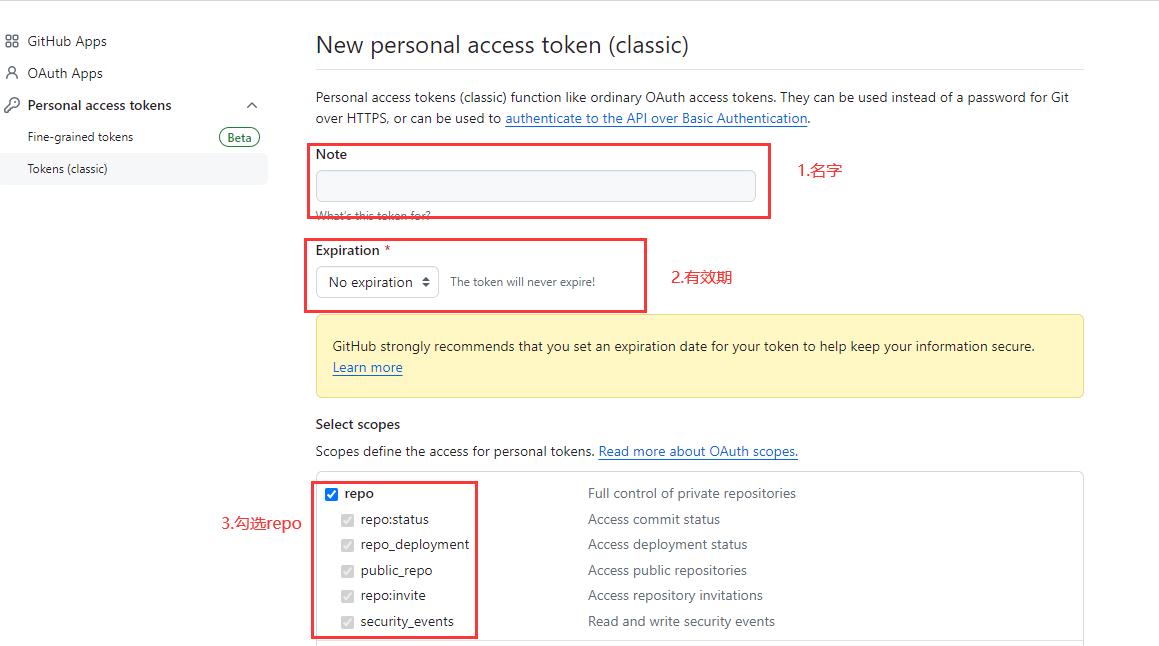 GitHub Apps
OAuth Apps
Personal access tokens
Fine-grained tokens
Beta
Tokens (classic)
New personal access token (classic)
Personal access tokens (classic) function like ordinary OAuth access tokens. They can be used instead of a password for Git
over HTTPS, or can be used to authenticate to the API over Basic Authentication.
Note
1.名字
What's this token for?
Expiration *
No expiration
The token will never expire!
2.有效期
GitHub strongly recommends that you set an expiration date for your token to help keep your information secure.
Learn more
Select scopes
Scopes define the access for personal tokens. Read more about OAuth scopes.
3.勾选repo
repo Full control of private repositories
repo:status Access commit status
repo_deployment Access deployment status
public_repo Access public repositories
repo:invite Access repository invitations
security_events Read and write security events